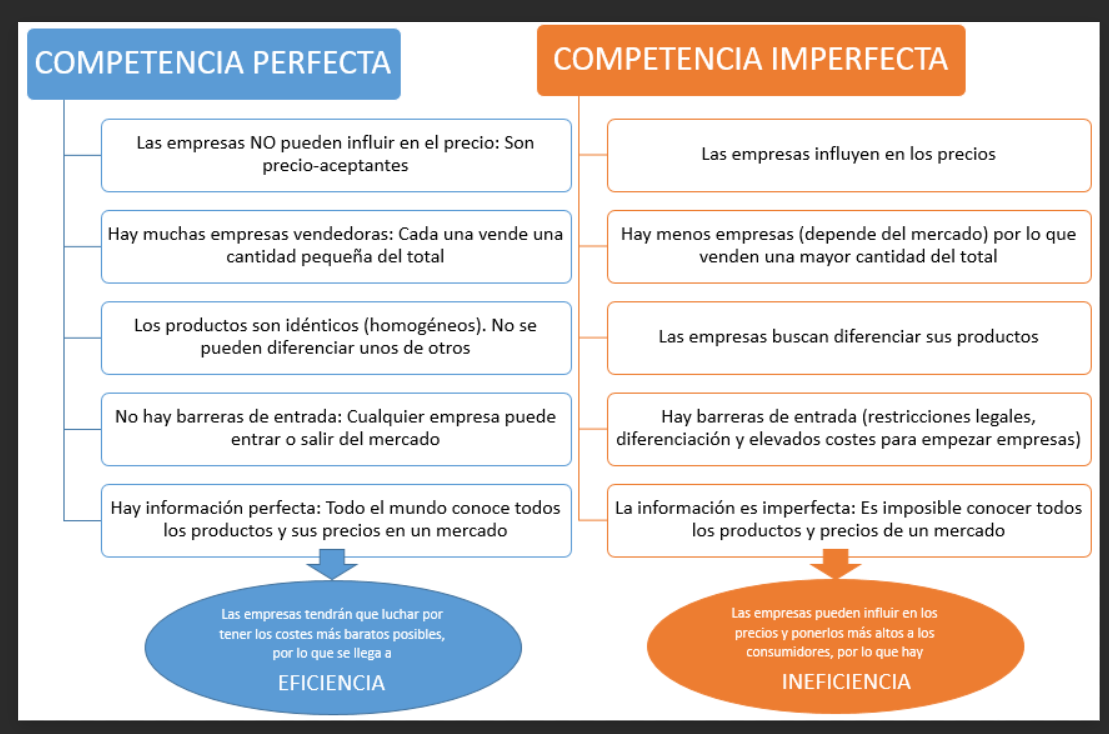 COMPETENCIA PERFECTA
Las empresas NO pueden influir en el precio: Son
precio-aceptantes
Hay muchas empresas vendedoras: Cada una vende una
cantidad pequeña del total
Los productos son idénticos (homogéneos). No se
pueden diferenciar unos de otros
No hay barreras de entrada: Cualquier empresa puede
entrar o salir del mercado
Hay información perfecta: Todo el mundo conoce todos
los productos y sus precios en un mercado
Las empresas tendrán que luchar por
tener los costes más baratos posibles,
por lo que se llega a
EFICIENCIA
COMPETENCIA IMPERFECTA
Las empresas influyen en los precios
Hay menos empresas (depende del mercado) por lo que
venden una mayor cantidad del total
Las empresas buscan diferenciar sus productos
Hay barreras de entrada (restricciones legales,
diferenciación y elevados costes para empezar empresas)
La información es imperfecta: Es imposible conocer todos
los productos y precios de un mercado
Las empresas pueden influir en los
precios y ponerlos más altos a los
consumidores, por lo que hay
INEFICIENCIA